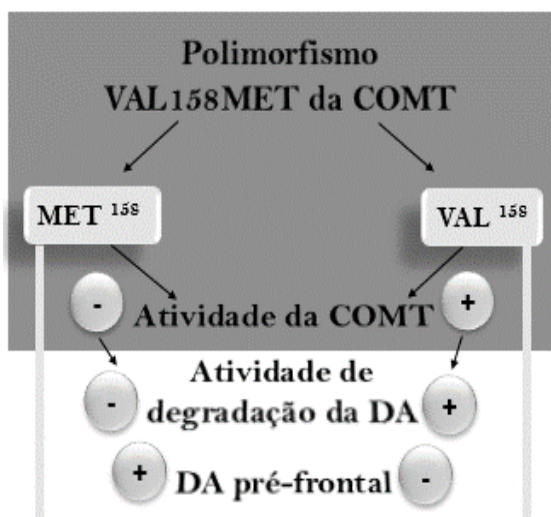 Polimorfismo
VAL158MET da COMT
MET 158
VAL 158
- Atividade da COMT +
Atividade de
- degradação da DA +
+ DA pré-frontal -